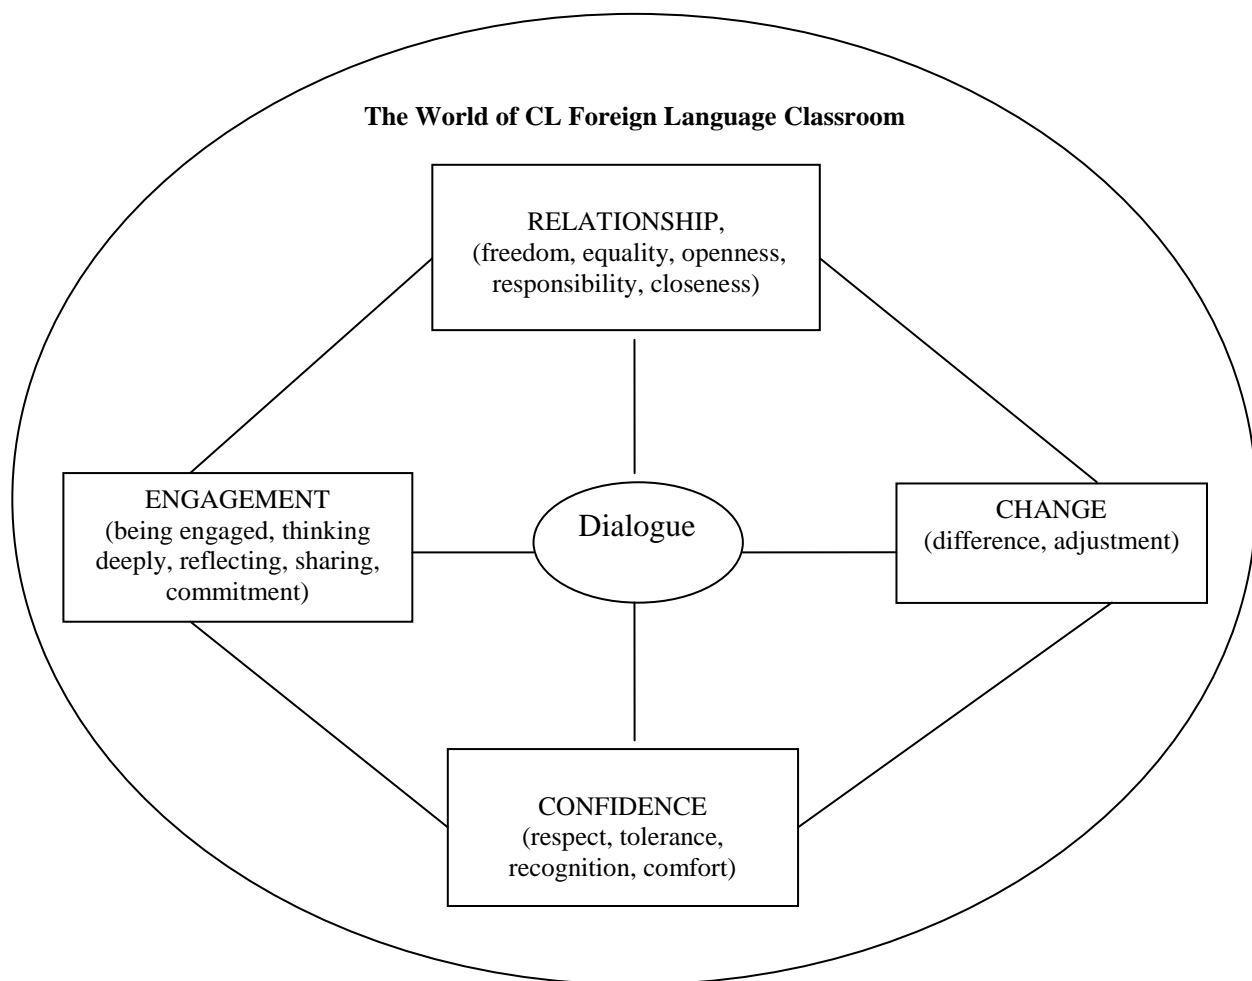 The World of CL Foreign Language Classroom
RELATIONSHIP,
(freedom, equality, openness,
responsibility, closeness)
ENGAGEMENT
(being engaged, thinking
deeply, reflecting, sharing,
commitment)
Dialogue
CHANGE
(difference, adjustment)
CONFIDENCE
(respect, tolerance,
recognition, comfort)